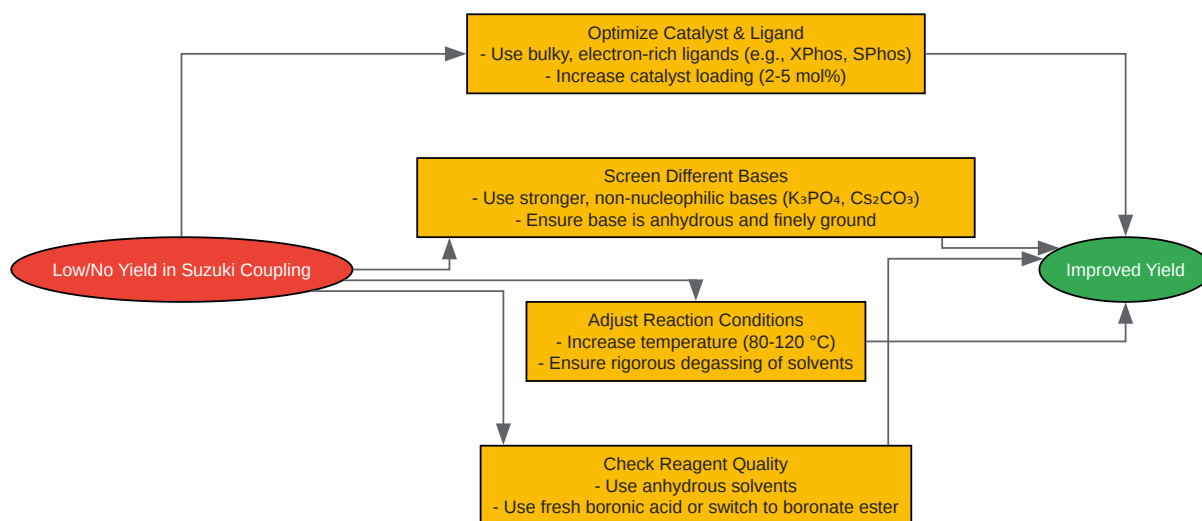 Optimize Catalyst & Ligand
- Use bulky, electron-rich ligands (e.g., XPhos, SPhos)
- Increase catalyst loading (2-5 mol%)
Screen Different Bases
- Use stronger, non-nucleophilic bases (K₃PO₄, Cs₂CO₃)
- Ensure base is anhydrous and finely ground
Low/No Yield in Suzuki Coupling
Improved Yield
Adjust Reaction Conditions
- Increase temperature (80-120 °C)
- Ensure rigorous degassing of solvents
Check Reagent Quality
- Use anhydrous solvents
- Use fresh boronic acid or switch to boronate ester